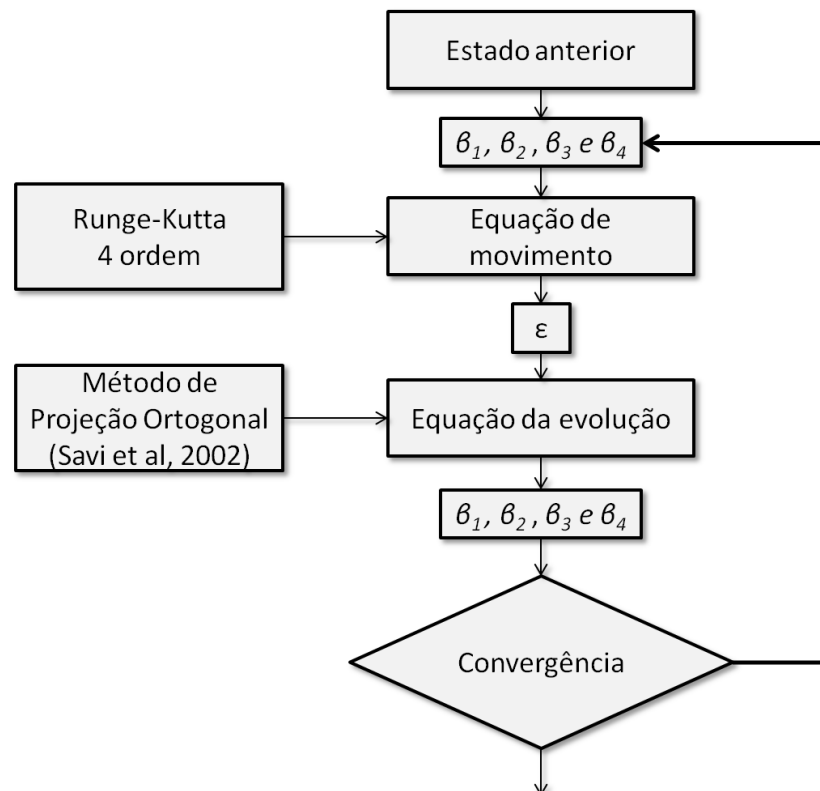 Estado anterior
β₁, β₂, β₃ e β₄
Runge-Kutta
4 ordem
Equação de
movimento
ε
Método de
Projeção Ortogonal
(Savi et al, 2002)
Equação da evolução
β₁, β₂, β₃ e β₄
Convergência